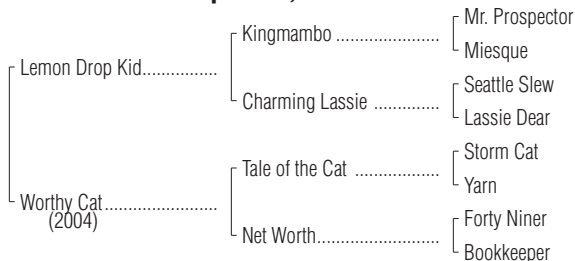 Mr. Prospector
Kingmambo ....................
Miesque
Lemon Drop Kid...............
Seattle Slew
Charming Lassie .............
Lassie Dear
Storm Cat
Tale of the Cat .................
Yarn
Worthy Cat.......................
(2004)
Forty Niner
Net Worth.........................
Bookkeeper